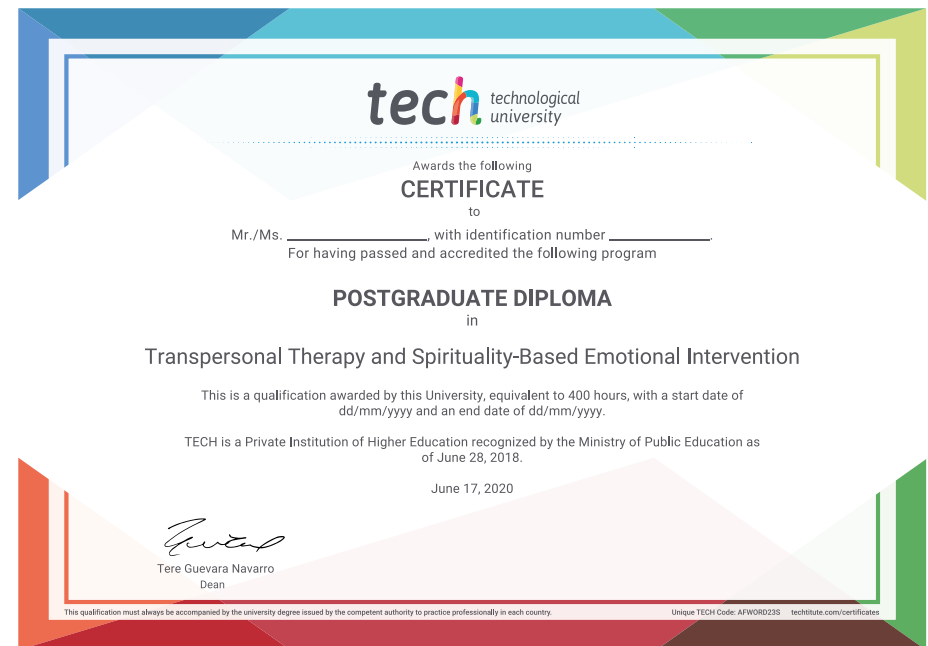 tech technological
university
Awards the following
CERTIFICATE
to
Mr./Ms. ____________________, with identification number ______________.
For having passed and accredited the following program
POSTGRADUATE DIPLOMA
in
Transpersonal Therapy and Spirituality-Based Emotional Intervention
This is a qualification awarded by this University, equivalent to 400 hours, with a start date of
dd/mm/yyyy and an end date of dd/mm/yyyy.
TECH is a Private Institution of Higher Education recognized by the Ministry of Public Education as
of June 28, 2018.
June 17, 2020
Tere Guevara Navarro
Dean
This qualification must always be accompanied by the university degree issued by the competent authority to practice professionally in each country.
Unique TECH Code: AFWORD23S techtitute.com/certificates